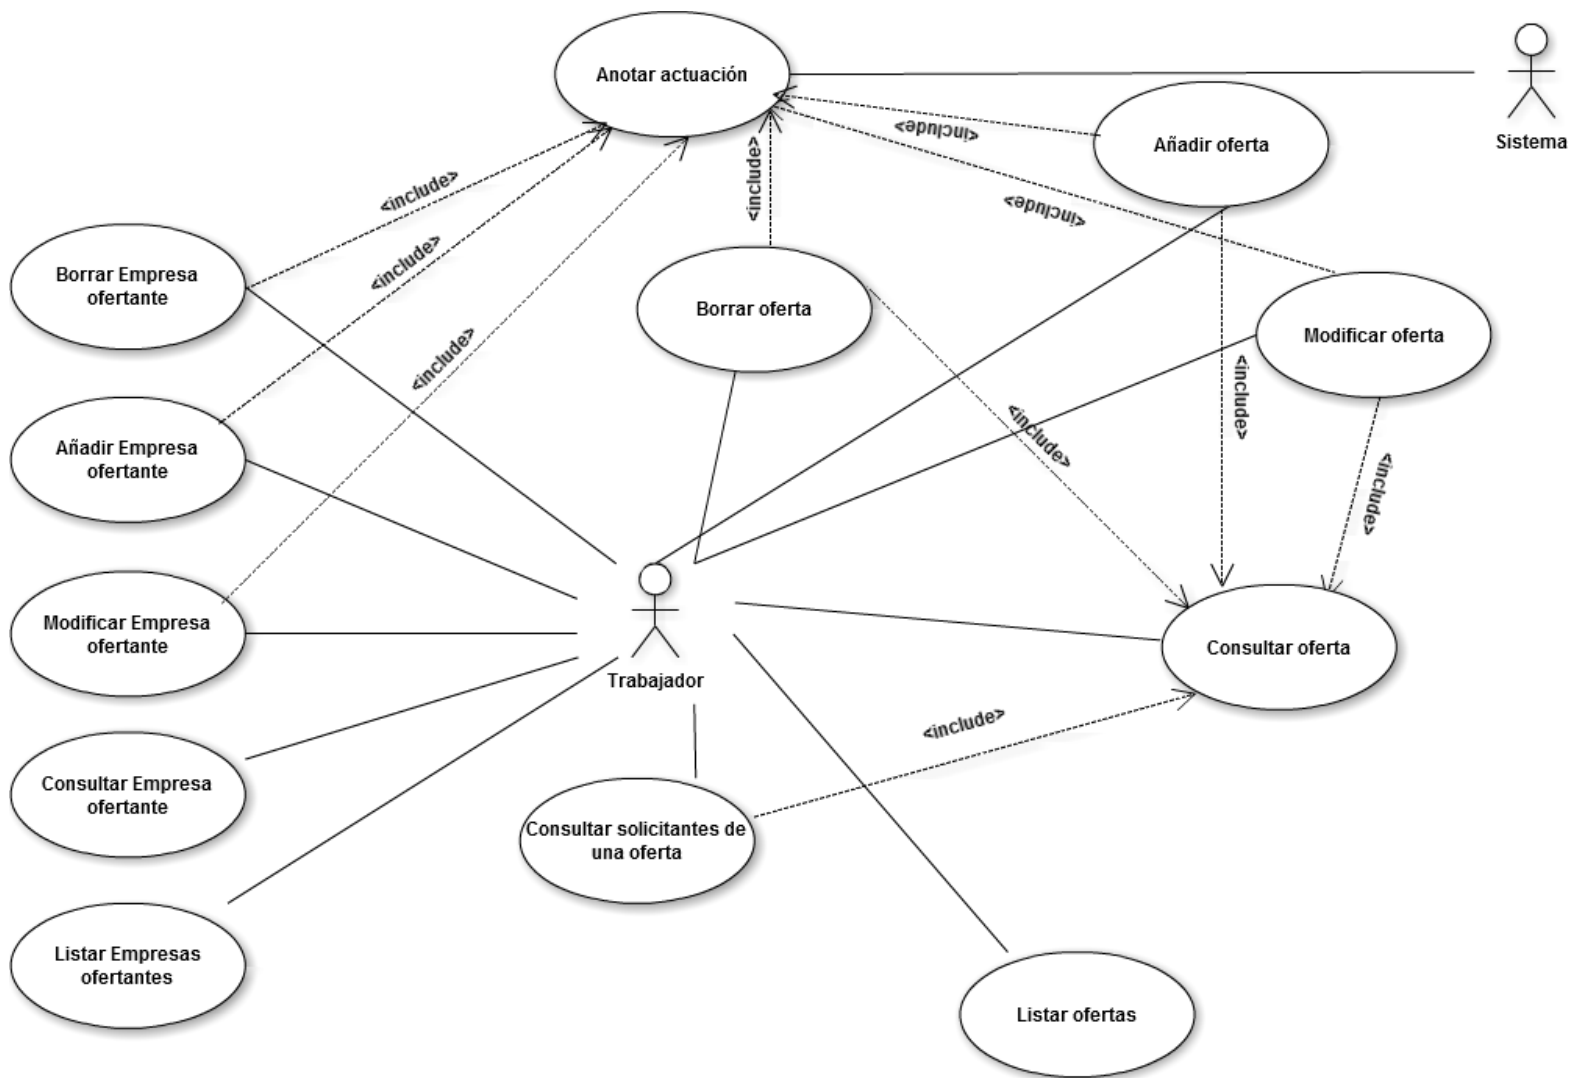 Anotar actuación
Sistema
<include>
Añadir oferta
<include>
<include>
<include>
<include>
Borrar Empresa
ofertante
Borrar oferta
Modificar oferta
<include>
<include>
<include>
<include>
<include>
Añadir Empresa
ofertante
Modificar Empresa
ofertante
Consultar oferta
Trabajador
<include>
Consultar Empresa
ofertante
Consultar solicitantes de
una oferta
Listar Empresas
ofertantes
Listar ofertas